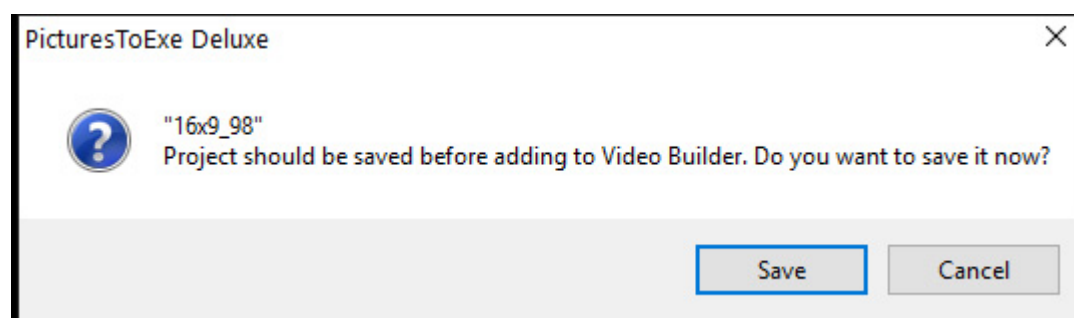 PicturesToExe Deluxe
"16x9_98"
Project should be saved before adding to Video Builder. Do you want to save it now?
Save
Cancel